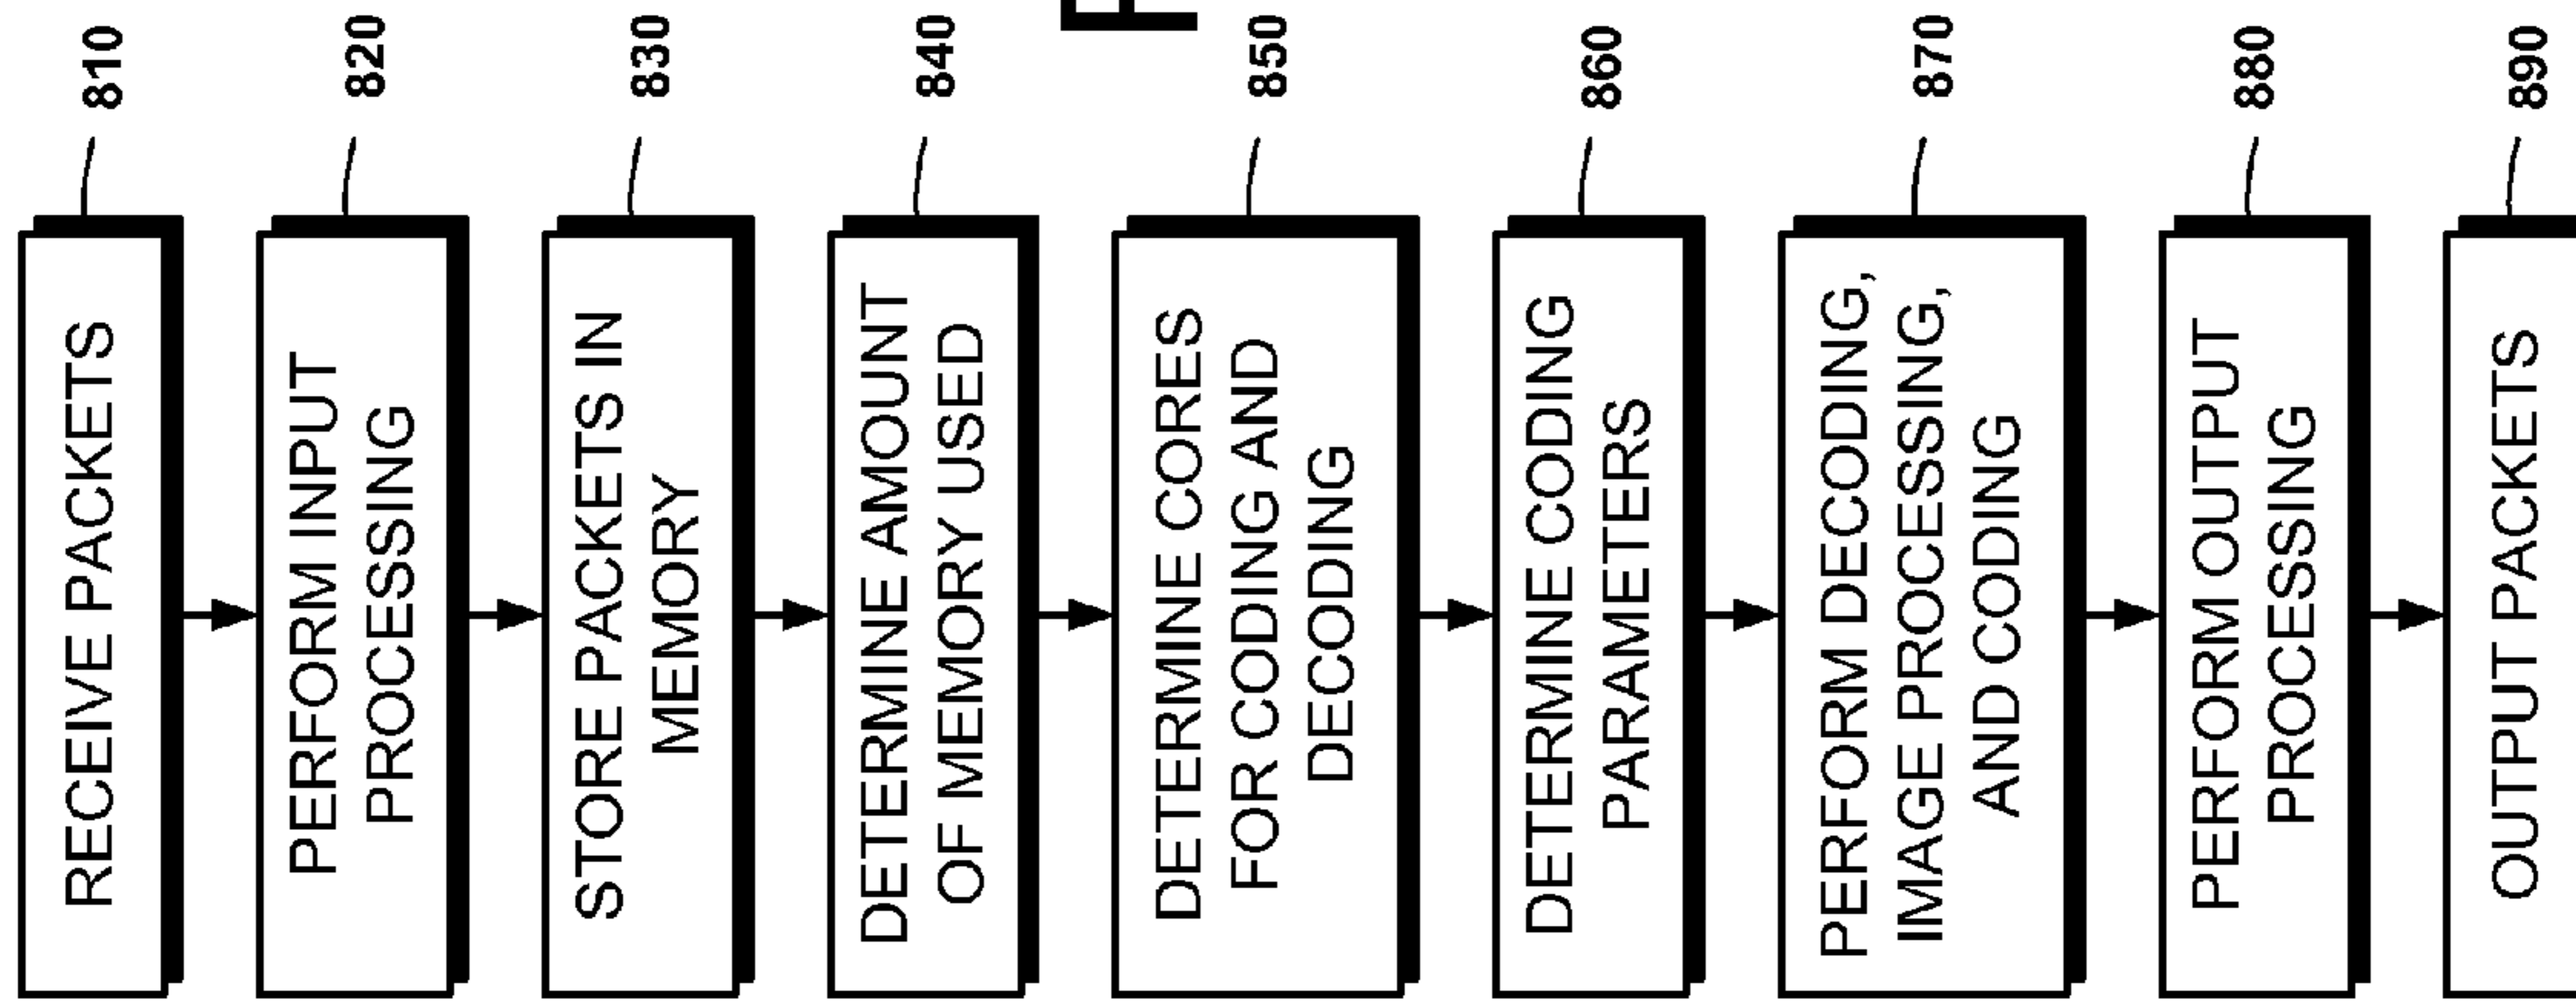 RECEIVE PACKETS
810
PERFORM INPUT
PROCESSING
820
STORE PACKETS IN
MEMORY
830
DETERMINE AMOUNT
OF MEMORY USED
840
DETERMINE CORES
FOR CODING AND
DECODING
850
DETERMINE CODING
PARAMETERS
860
PERFORM DECODING,
IMAGE PROCESSING,
AND CODING
870
PERFORM OUTPUT
PROCESSING
880
OUTPUT PACKETS
890